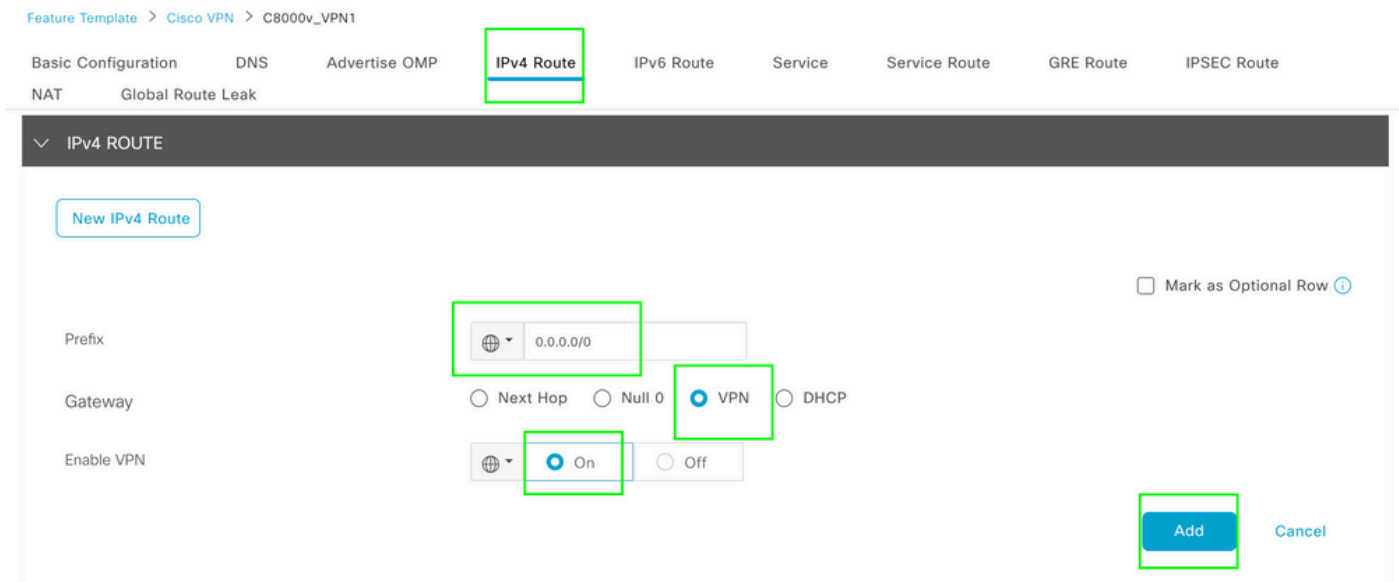 Feature Template > Cisco VPN > C8000v_VPN1
Basic Configuration DNS Advertise OMP IPv4 Route IPv6 Route Service Service Route GRE Route IPSEC Route
NAT Global Route Leak
IPv4 ROUTE
New IPv4 Route
Mark as Optional Row
Prefix 0.0.0.0/0
Gateway Next Hop Null 0 VPN DHCP
Enable VPN On Off
Add Cancel